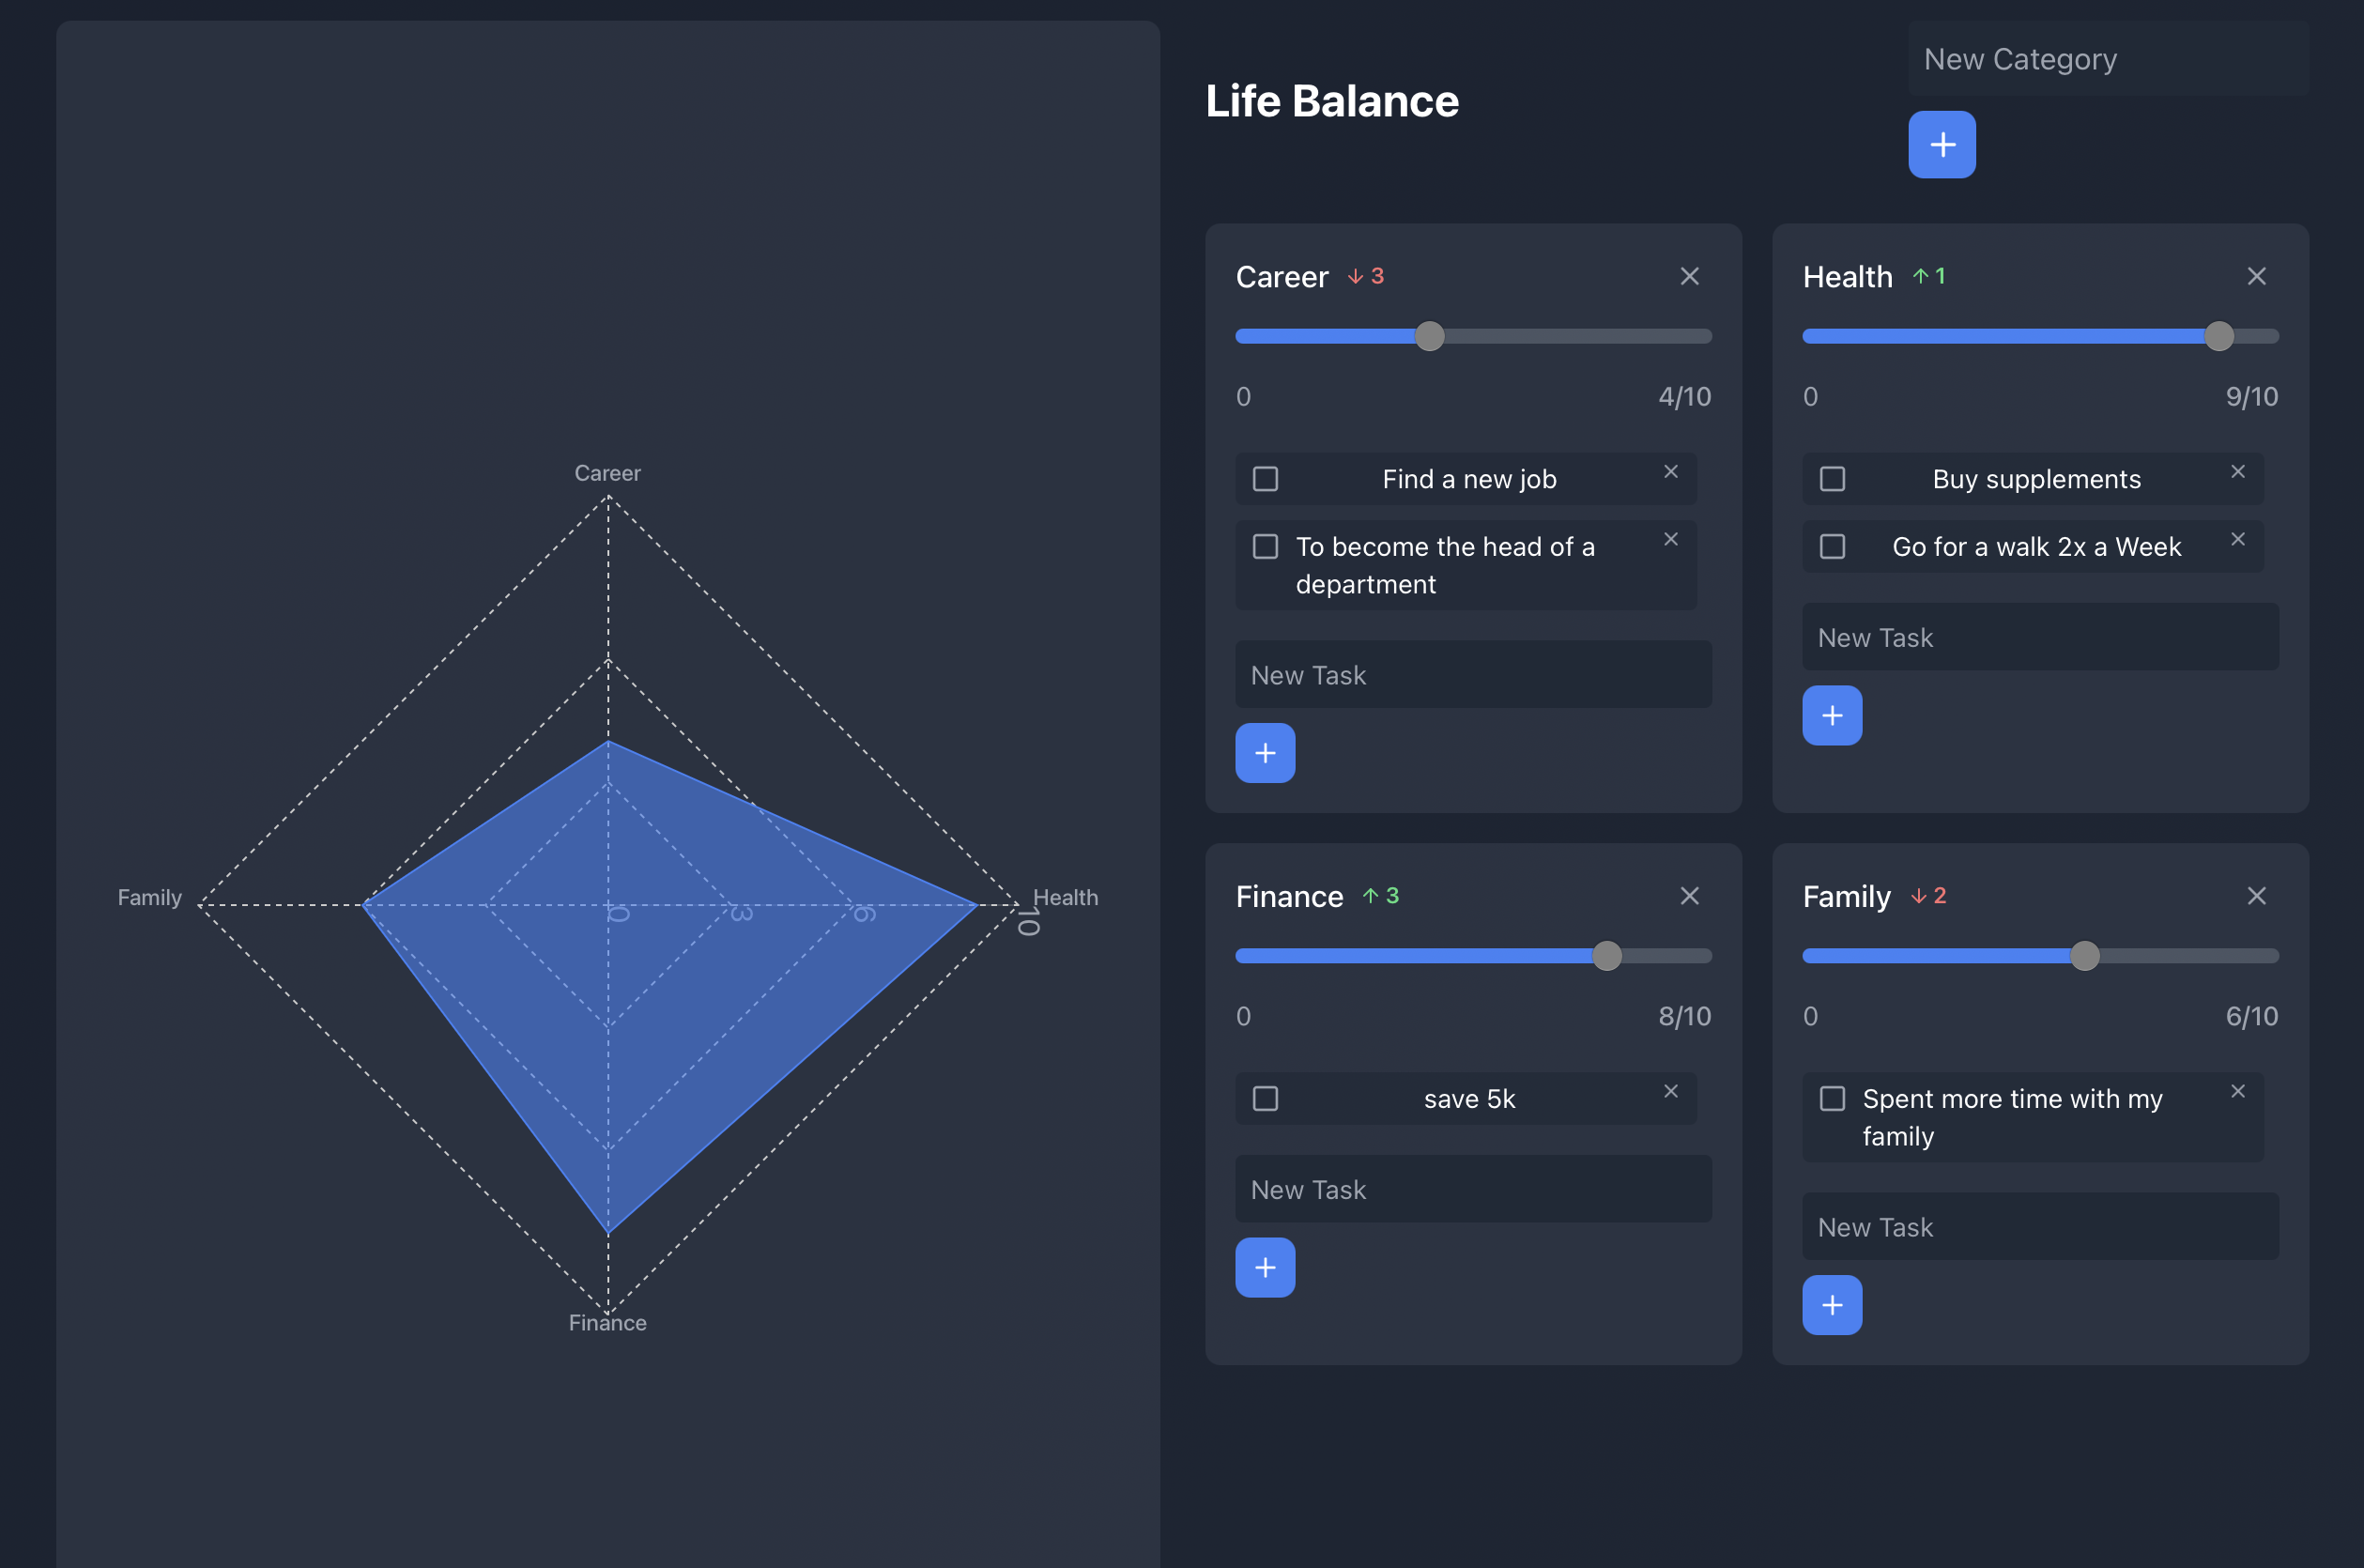 Career
Family
Health
0
3
6
10
Finance
Life Balance
New Category
+
Career ↓ 3
0
4/10
Find a new job
To become the head of a
department
New Task
+
Health ↑ 1
0
9/10
Buy supplements
Go for a walk 2x a Week
New Task
+
Finance ↑ 3
0
8/10
save 5k
New Task
+
Family ↓ 2
0
6/10
Spent more time with my
family
New Task
+